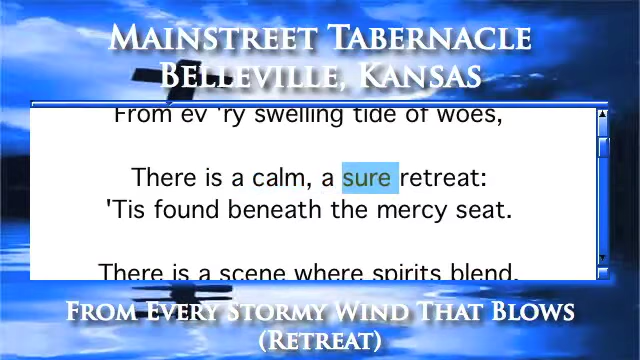 MAINSTREET TABERNACLE
BELLEVILLE, KANSAS
From ev 'ry swelling tide of woes,
There is a calm, a sure retreat:
'Tis found beneath the mercy seat.
There is a scene where spirits blend,
FROM EVERY STORMY WIND THAT BLOWS
(RETREAT)